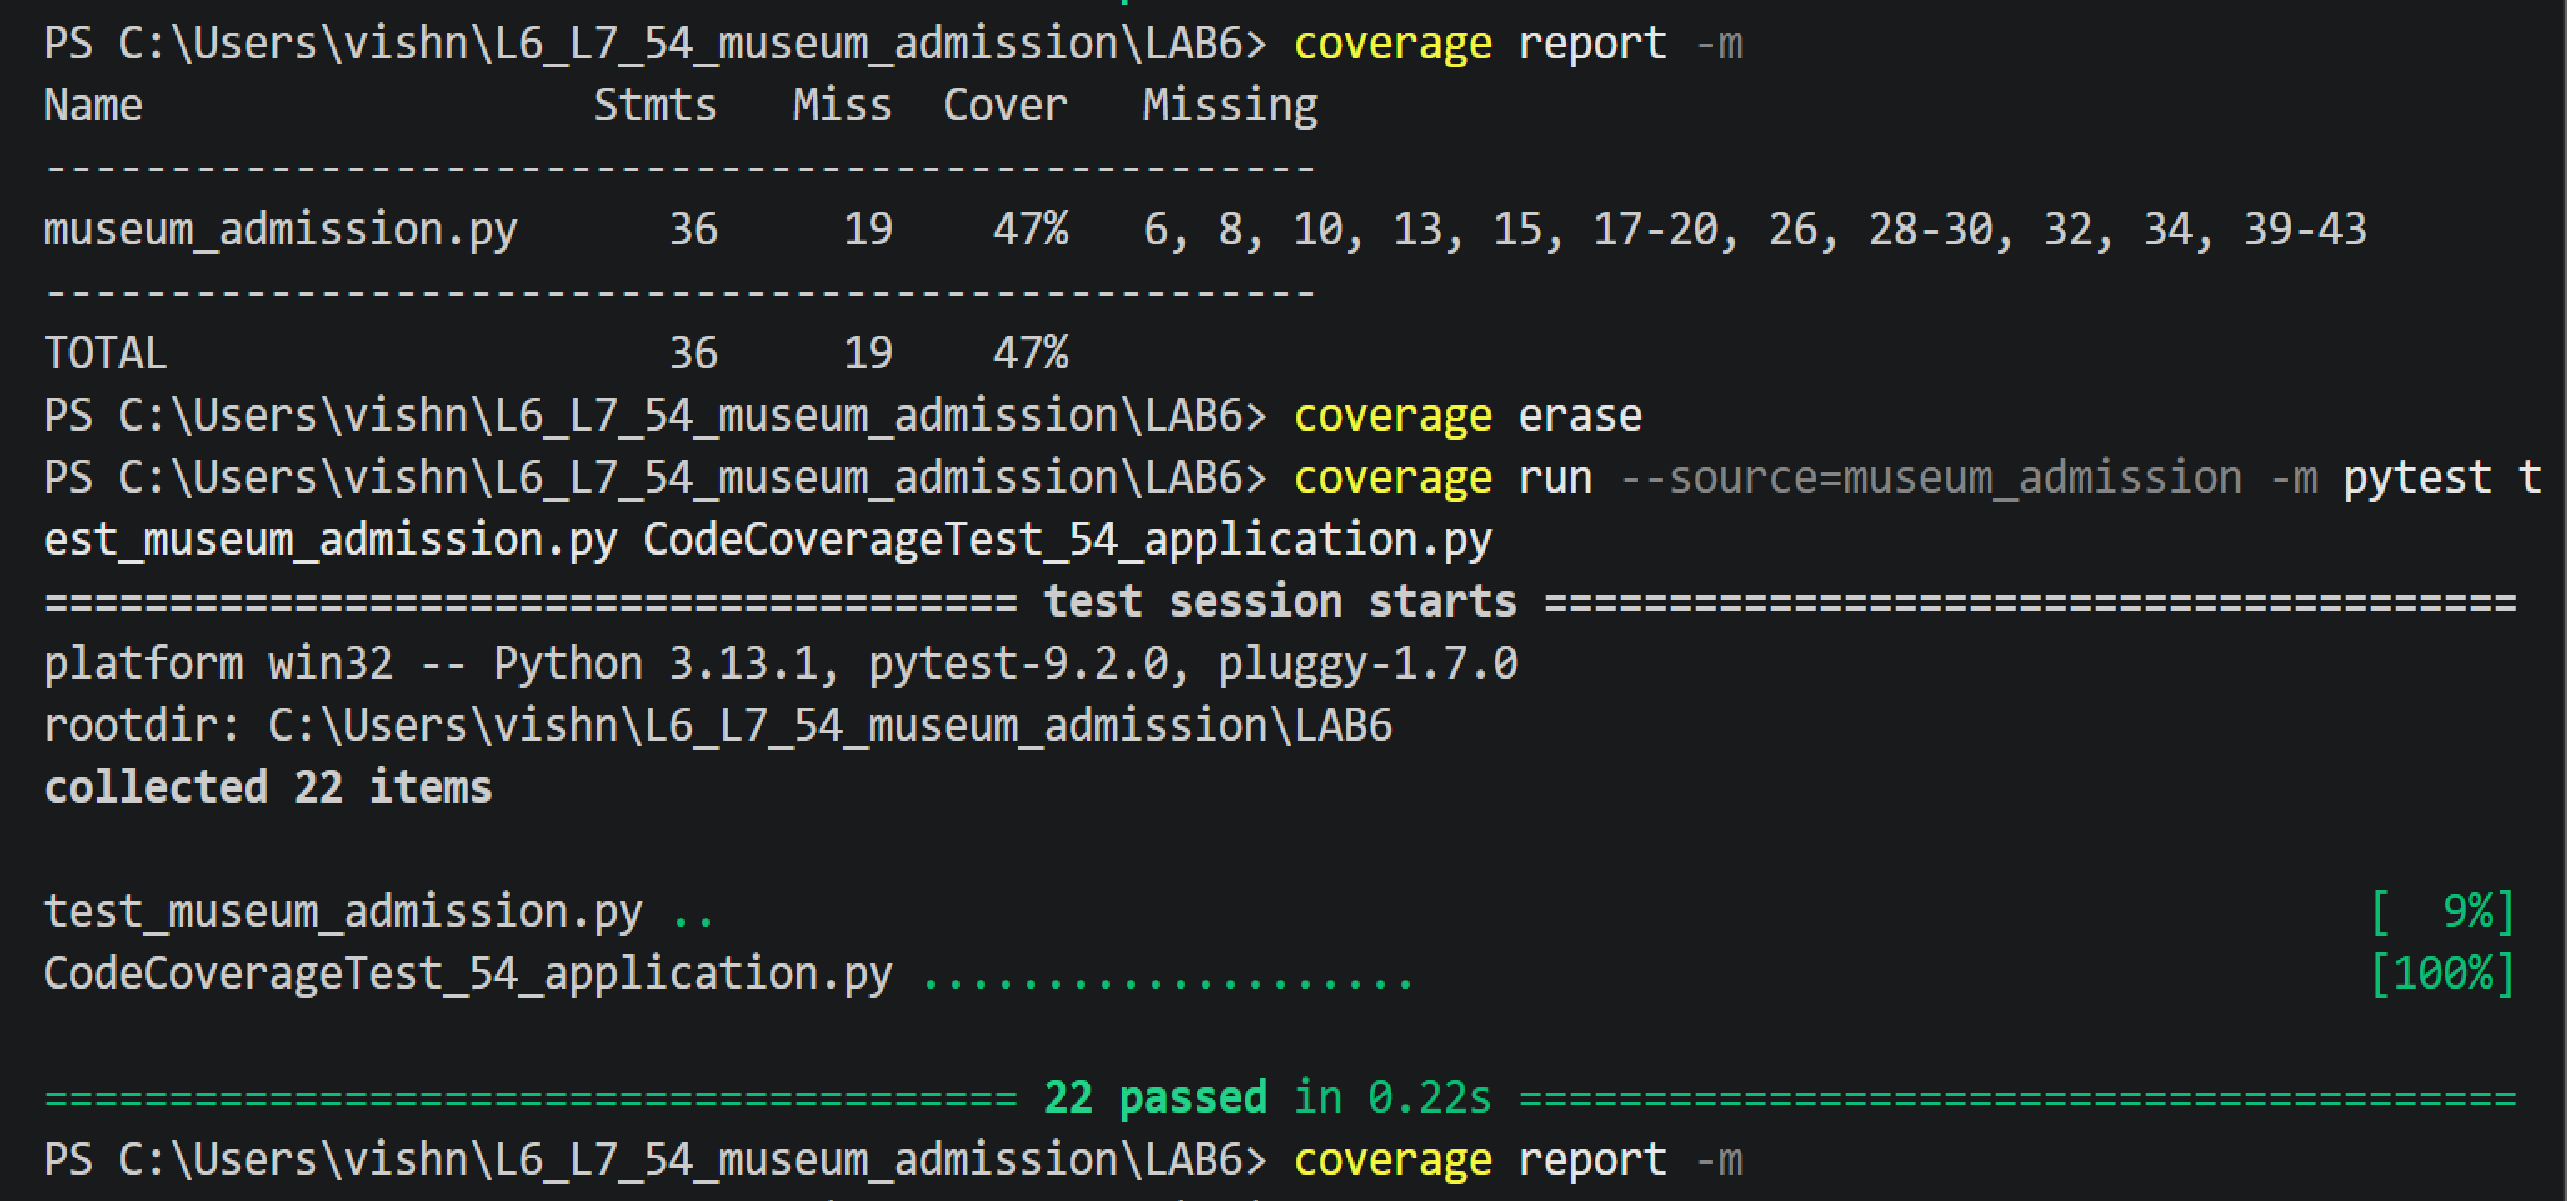 PS C:\Users\vishn\L6_L7_54_museum_admission\LAB6> coverage report -m
Name                  Stmts   Miss  Cover   Missing
---------------------------------------------------
museum_admission.py      36     19    47%   6, 8, 10, 13, 15, 17-20, 26, 28-30, 32, 34, 39-43
---------------------------------------------------
TOTAL                    36     19    47%
PS C:\Users\vishn\L6_L7_54_museum_admission\LAB6> coverage erase
PS C:\Users\vishn\L6_L7_54_museum_admission\LAB6> coverage run --source=museum_admission -m pytest t
est_museum_admission.py CodeCoverageTest_54_application.py
======================================= test session starts =======================================
platform win32 -- Python 3.13.1, pytest-9.2.0, pluggy-1.7.0
rootdir: C:\Users\vishn\L6_L7_54_museum_admission\LAB6
collected 22 items
test_museum_admission.py ..                                                                  [  9%]
CodeCoverageTest_54_application.py ....................                                      [100%]
======================================= 22 passed in 0.22s ========================================
PS C:\Users\vishn\L6_L7_54_museum_admission\LAB6> coverage report -m